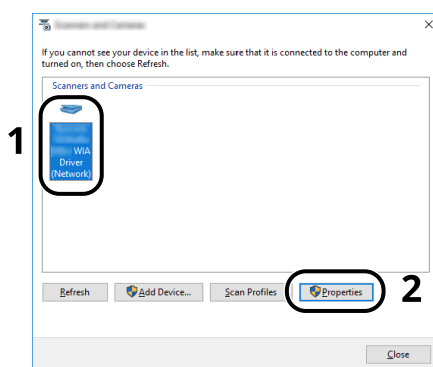 If you cannot see your device in the list, make sure that it is connected to the computer and
turned on, then choose Refresh.
Scanners and Cameras
1
WIA
Driver
(Network)
Refresh
Add Device...
Scan Profiles
Properties
2
Close